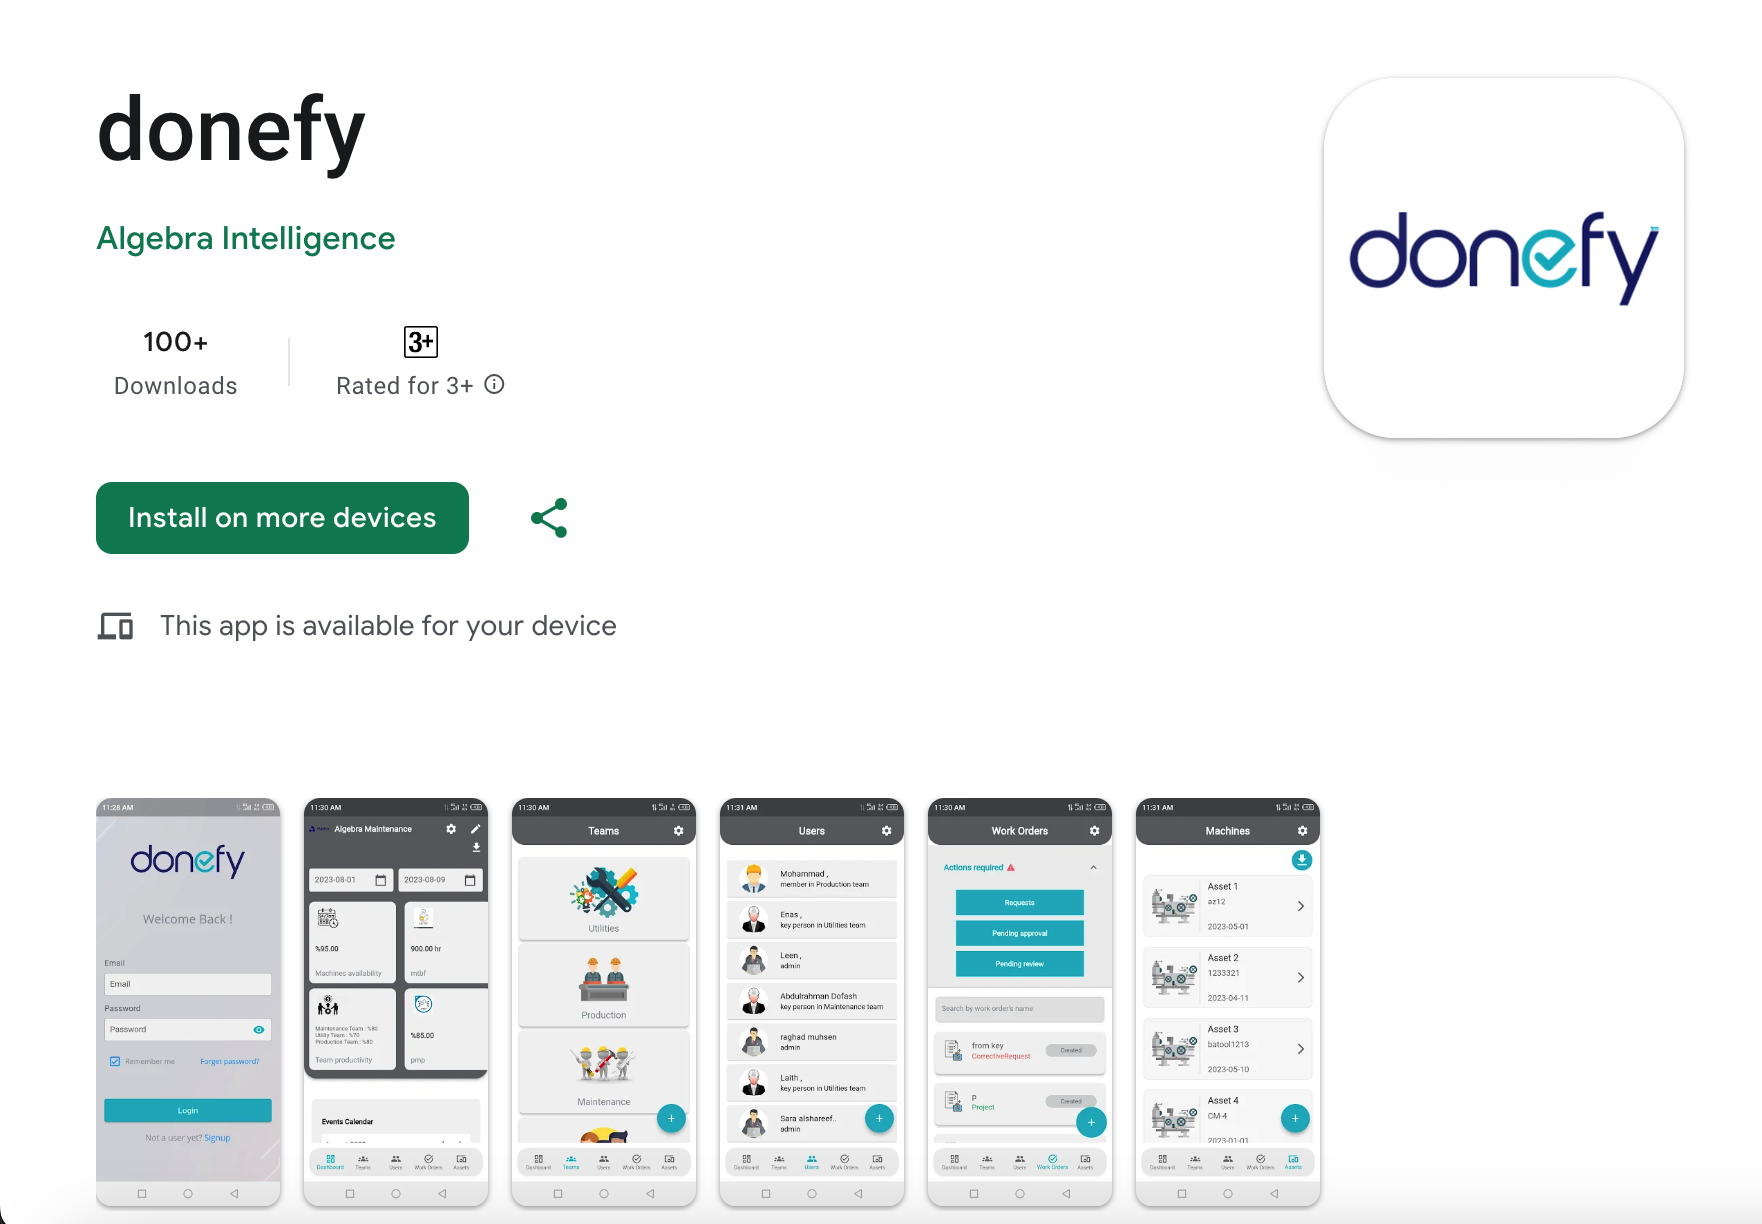 donefy
Algebra Intelligence
donefy
100+
Downloads
3+
Rated for 3+
Install on more devices
This app is available for your device
11:28 AM
donefy
Welcome Back !
Email
Email
Password
Password
Remember me
Forget password?
Login
Not a user yet? Signup
11:30 AM
Algebra Maintenance
2023-08-01
2023-08-09
%95.00
Machines availability
900.00 hr
mtbf
Maintenance Team : %80
Utility Team : %70
Production Team : %80
Team productivity
%85.00
pmp
Events Calendar
Dashboard Teams Users Work Orders Assets
11:30 AM
Teams
Utilities
Production
Maintenance
+
Dashboard Teams Users Work Orders Assets
11:31 AM
Users
Mohammad ,
member in Production team
Enas ,
key person in Utilities team
Leen ,
admin
Abdulrahman Dofash
key person in Maintenance team
raghad muhsen
admin
Laith ,
key person in Utilities team
Sara alshareef..
admin
+
Dashboard Teams Users Work Orders Assets
11:30 AM
Work Orders
Actions required
Requests
Pending approval
Pending review
Search by work order's name
from key
CorrectiveRequest
Created
P
Project
Created
+
Dashboard Teams Users Work Orders Assets
11:31 AM
Machines
Asset 1
az12
2023-05-01
Asset 2
1233321
2023-04-11
Asset 3
batool1213
2023-05-10
Asset 4
CM-4
2023-01-01
+
Dashboard Teams Users Work Orders Assets